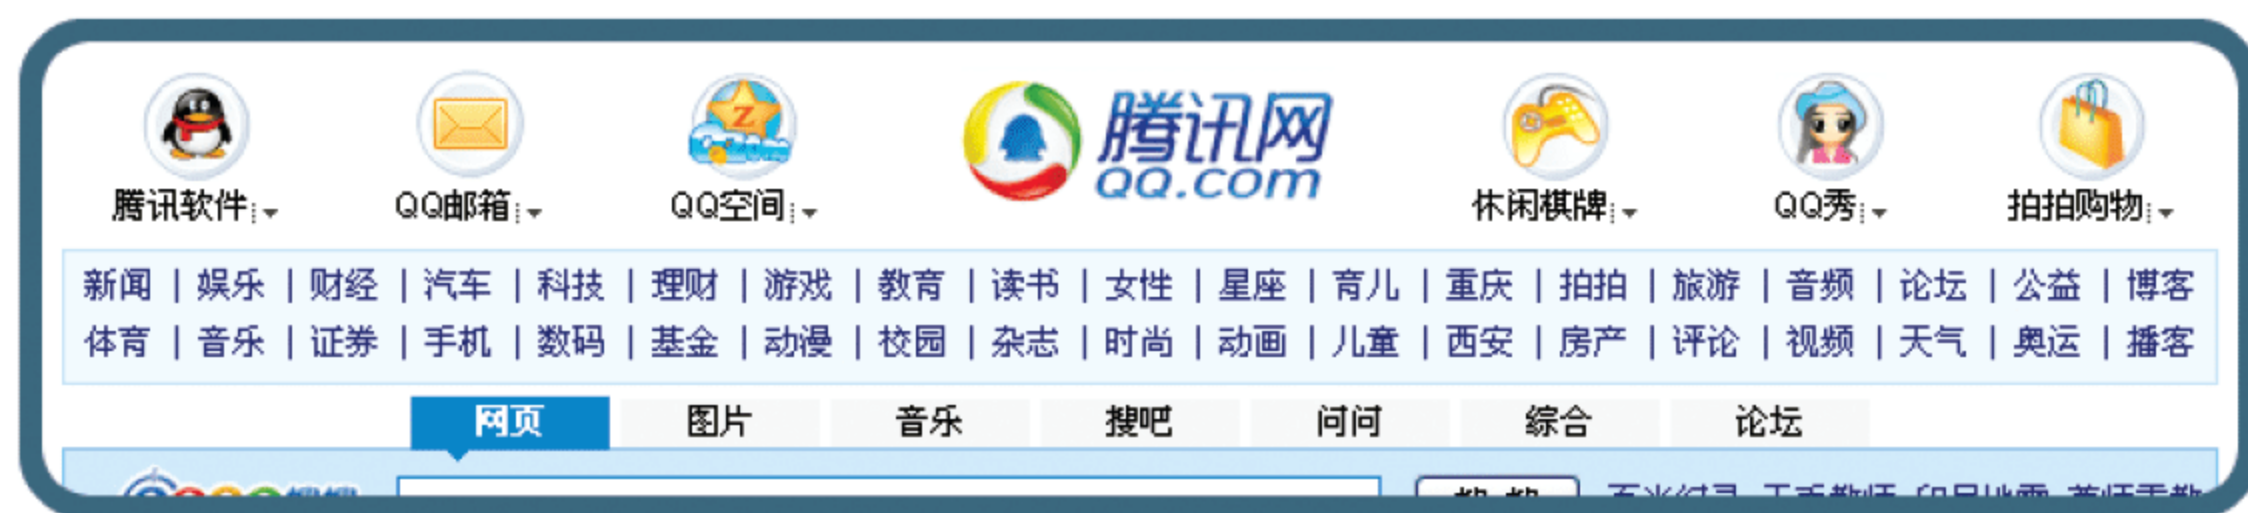 腾讯网
QQ.com
腾讯软件 QQ邮箱 QQ空间 休闲棋牌 QQ秀 拍拍购物
新闻 | 娱乐 | 财经 | 汽车 | 科技 | 理财 | 游戏 | 教育 | 读书 | 女性 | 星座 | 育儿 | 重庆 | 拍拍 | 旅游 | 音频 | 论坛 | 公益 | 博客
体育 | 音乐 | 证券 | 手机 | 数码 | 基金 | 动漫 | 校园 | 杂志 | 时尚 | 动画 | 儿童 | 西安 | 房产 | 评论 | 视频 | 天气 | 奥运 | 播客
网页 图片 音乐 搜吧 问问 综合 论坛